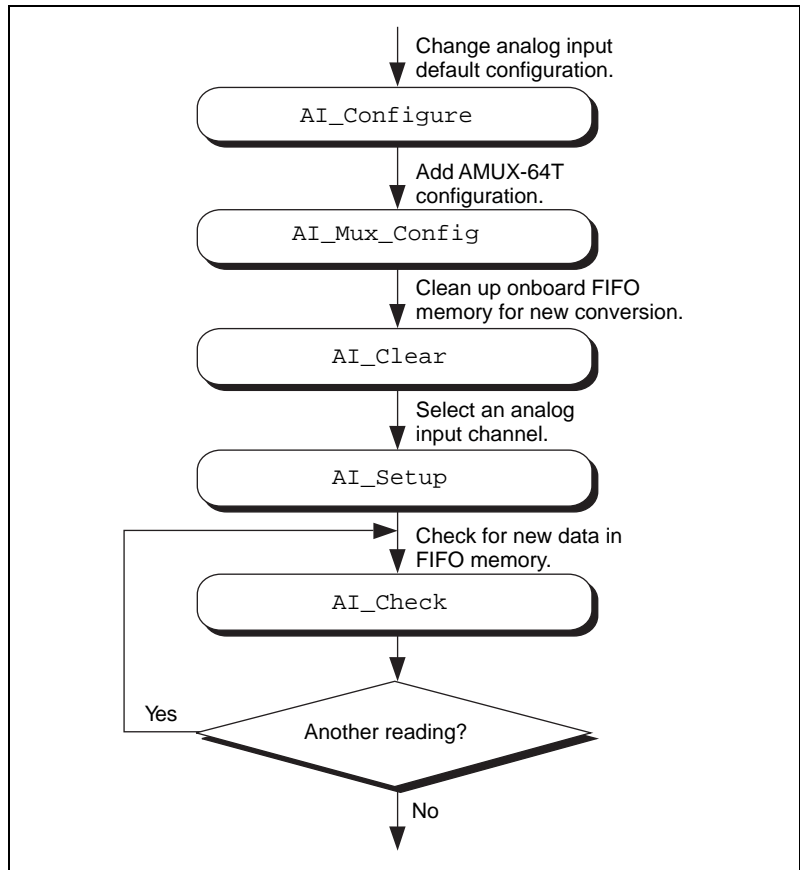 Change analog input
default configuration.
AI_Configure
Add AMUX-64T
configuration.
AI_Mux_Config
Clean up onboard FIFO
memory for new conversion.
AI_Clear
Select an analog
input channel.
AI_Setup
Check for new data in
FIFO memory.
AI_Check
Yes
Another reading?
No